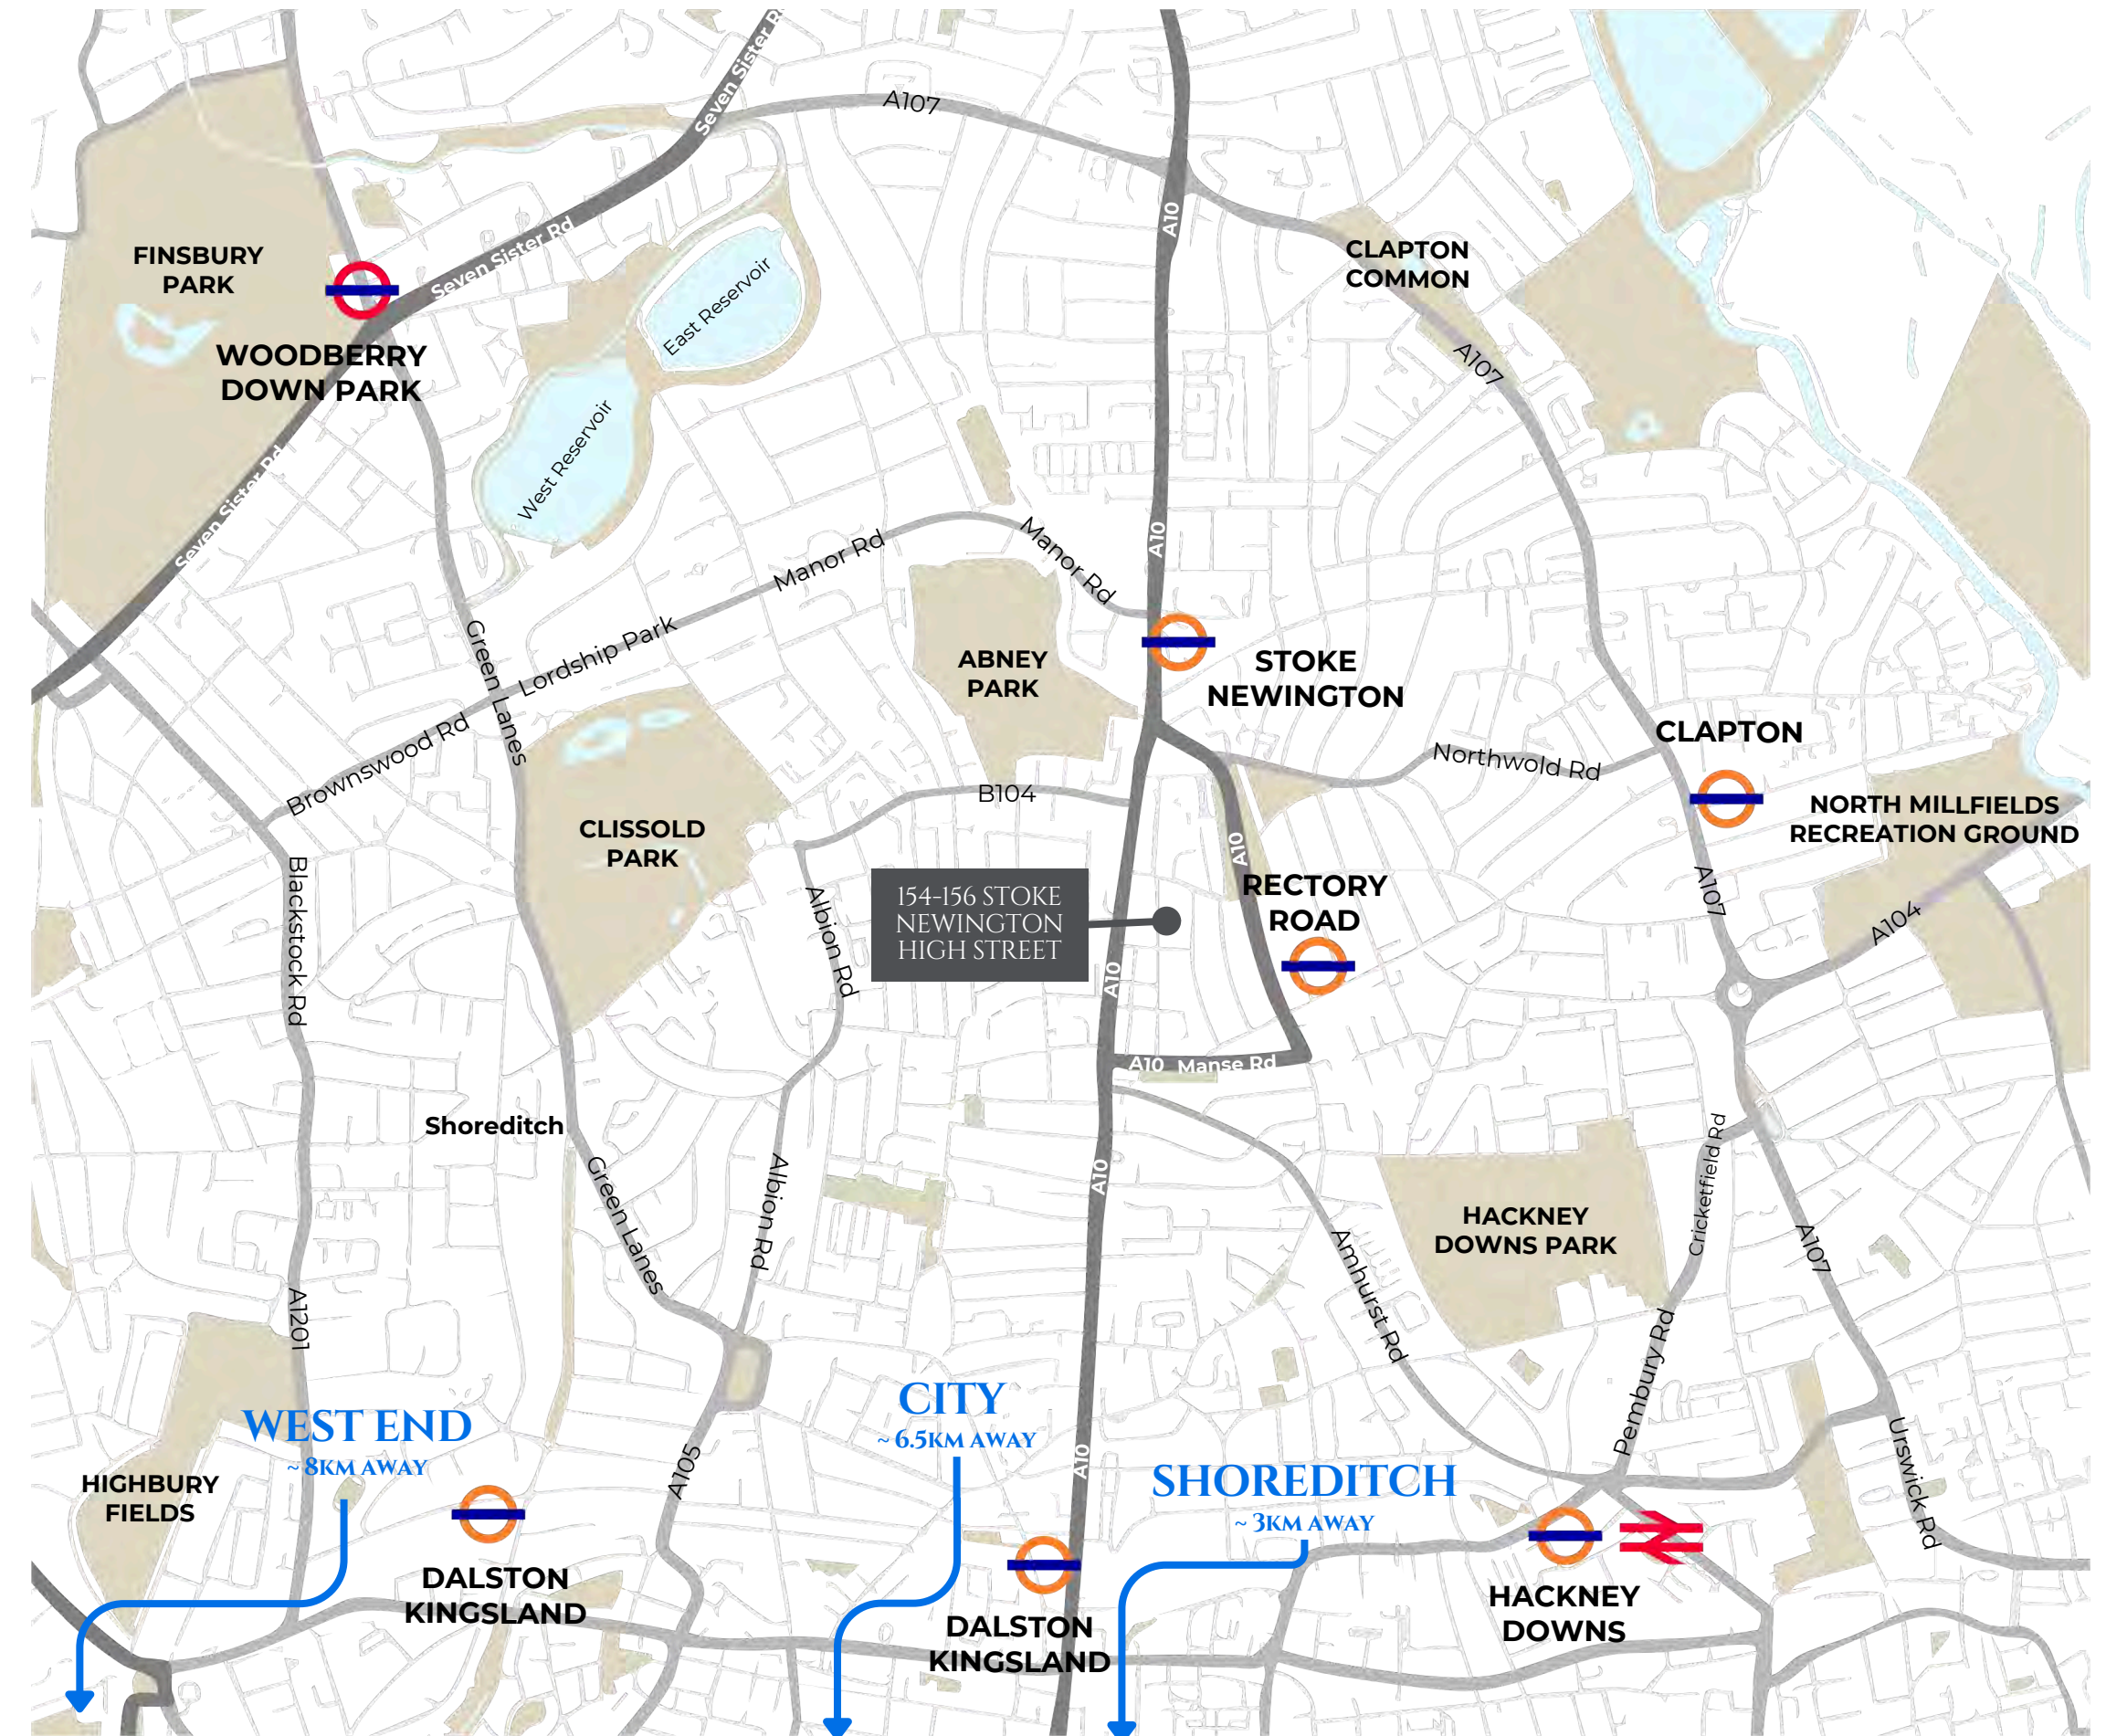 Seven Sister Rd
A107
A10
FINSBURY
PARK
CLAPTON
COMMON
Seven Sister Rd
East Reservoir
WOODBERRY
DOWN PARK
A107
West Reservoir
Seven Sister Rd
Manor Rd
Manor Rd
A10
Green Lanes
Lordship Park
ABNEY
PARK
STOKE
NEWINGTON
Brownswood Rd
Northwold Rd
CLAPTON
B104
CLISSOLD
PARK
NORTH MILLFIELDS
RECREATION GROUND
A10
Blackstock Rd
Albion Rd
154-156 STOKE
NEWINGTON
HIGH STREET
RECTORY
ROAD
A107
A104
A10
A10 Manse Rd
Shoreditch
A10
Green Lanes
Albion Rd
Cricketfield Rd
HACKNEY
DOWNS PARK
A107
Amhurst Rd
A1201
Pembury Rd
WEST END
~ 8KM AWAY
CITY
~ 6.5KM AWAY
A10
A105
SHOREDITCH
~ 3KM AWAY
Urswick Rd
HIGHBURY
FIELDS
DALSTON
KINGSLAND
DALSTON
KINGSLAND
HACKNEY
DOWNS